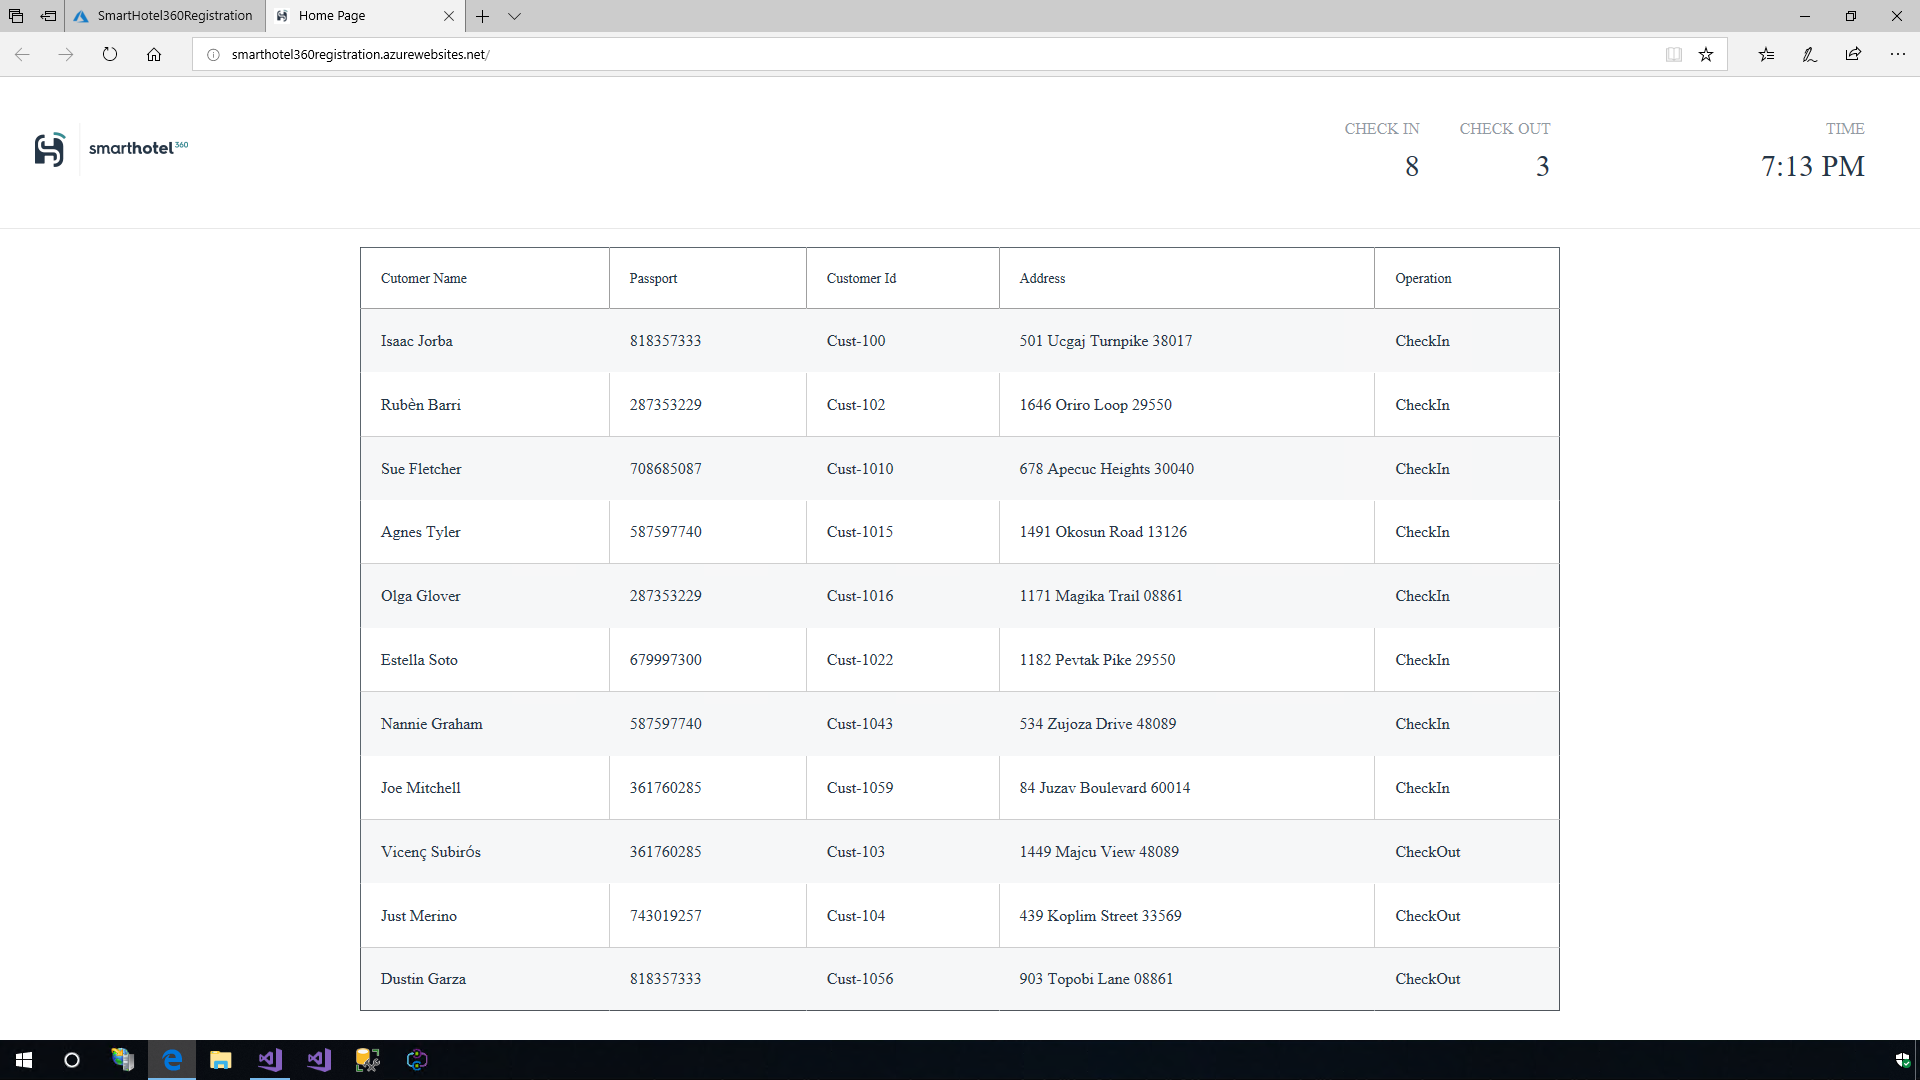 SmartHotel360Registration
Home Page
smarthotel360registration.azurewebsites.net/
smarthotel360
CHECK IN CHECK OUT TIME
8 3 7:13 PM
Cutomer Name Passport Customer Id Address Operation
Isaac Jorba 818357333 Cust-100 501 Ucgaj Turnpike 38017 CheckIn
Rubèn Barri 287353229 Cust-102 1646 Oriro Loop 29550 CheckIn
Sue Fletcher 708685087 Cust-1010 678 Apecuc Heights 30040 CheckIn
Agnes Tyler 587597740 Cust-1015 1491 Okosun Road 13126 CheckIn
Olga Glover 287353229 Cust-1016 1171 Magika Trail 08861 CheckIn
Estella Soto 679997300 Cust-1022 1182 Pevtak Pike 29550 CheckIn
Nannie Graham 587597740 Cust-1043 534 Zujoza Drive 48089 CheckIn
Joe Mitchell 361760285 Cust-1059 84 Juzav Boulevard 60014 CheckIn
Vicenç Subirós 361760285 Cust-103 1449 Majcu View 48089 CheckOut
Just Merino 743019257 Cust-104 439 Koplim Street 33569 CheckOut
Dustin Garza 818357333 Cust-1056 903 Topobi Lane 08861 CheckOut